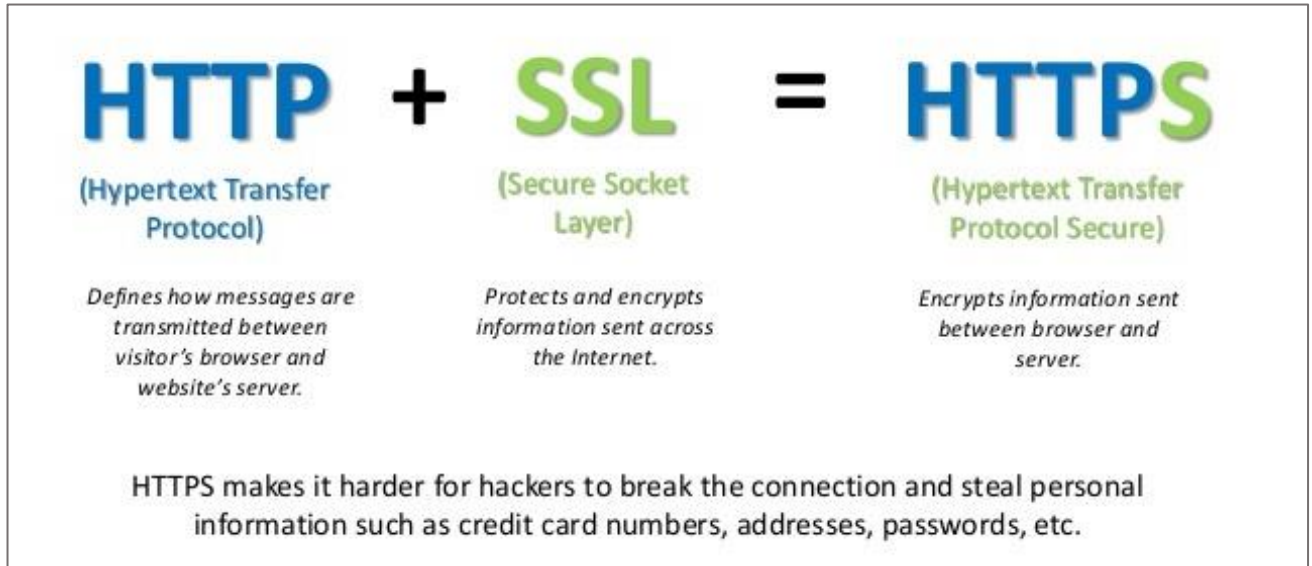 HTTP + SSL = HTTPS
(Hypertext Transfer
Protocol)
(Secure Socket
Layer)
(Hypertext Transfer
Protocol Secure)
Defines how messages are
transmitted between
visitor's browser and
website's server.
Protects and encrypts
information sent across
the Internet.
Encrypts information sent
between browser and
server.
HTTPS makes it harder for hackers to break the connection and steal personal
information such as credit card numbers, addresses, passwords, etc.